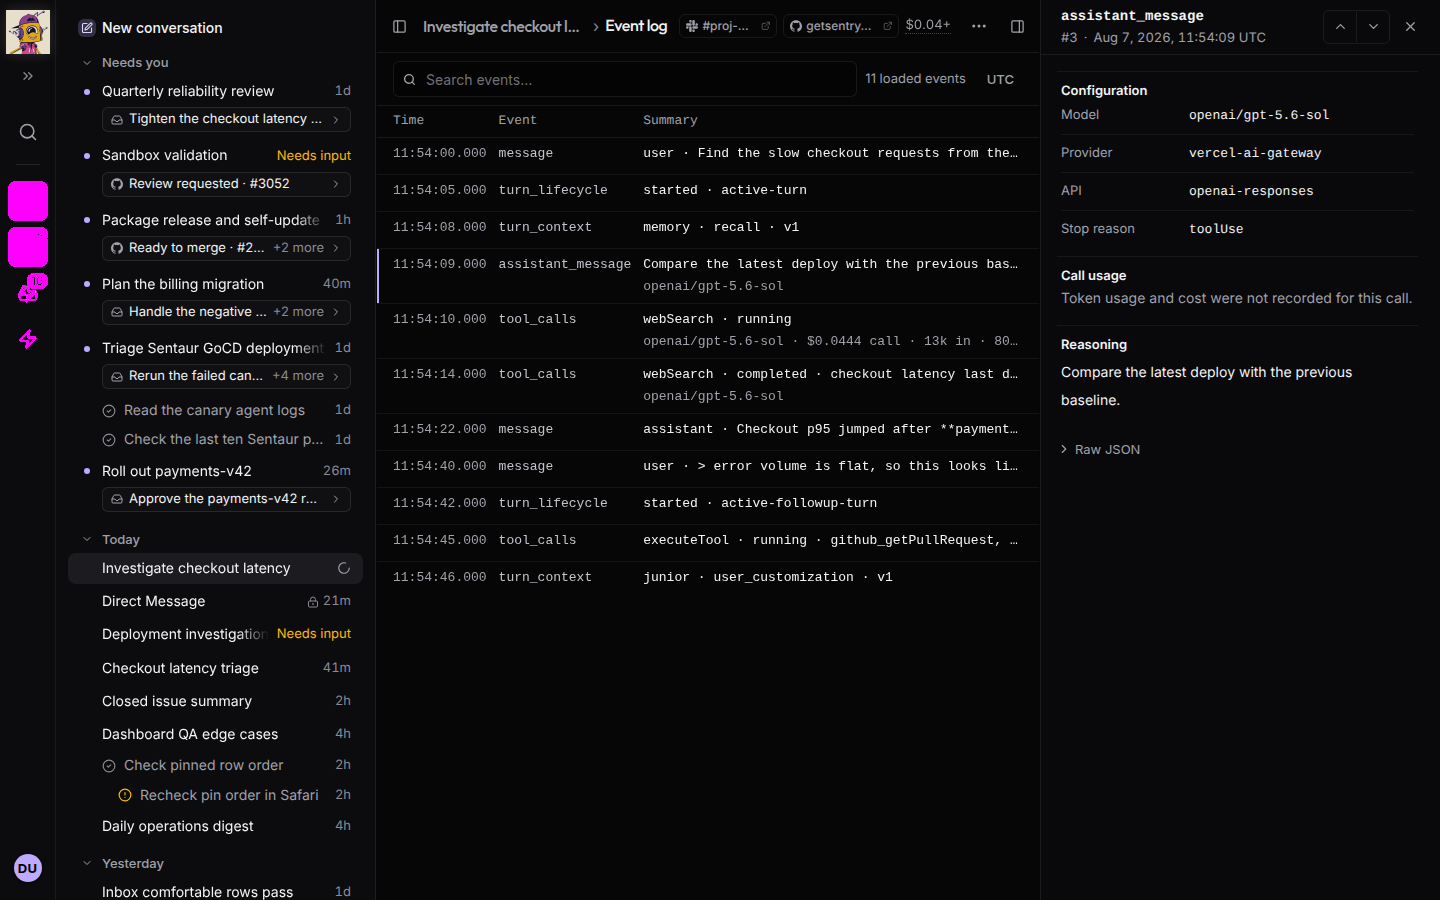 New conversation
Needs you
Quarterly reliability review 1d
Tighten the checkout latency ...
Sandbox validation Needs input
Review requested · #3052
Package release and self-update 1h
Ready to merge · #2... +2 more
Plan the billing migration 40m
Handle the negative ... +2 more
Triage Sentaur GoCD deployment 1d
Rerun the failed can... +4 more
Read the canary agent logs 1d
Check the last ten Sentaur p... 1d
Roll out payments-v42 26m
Approve the payments-v42 r...
Today
Investigate checkout latency
Direct Message 21m
Deployment investigation Needs input
Checkout latency triage 41m
Closed issue summary 2h
Dashboard QA edge cases 4h
Check pinned row order 2h
Recheck pin order in Safari 2h
Daily operations digest 4h
Yesterday
Inbox comfortable rows pass 1d
DU
Investigate checkout l... › Event log #proj-... getsentry... $0.04+
Search events... 11 loaded events UTC
Time Event Summary
11:54:00.000 message user · Find the slow checkout requests from the…
11:54:05.000 turn_lifecycle started · active-turn
11:54:08.000 turn_context memory · recall · v1
11:54:09.000 assistant_message Compare the latest deploy with the previous bas…
openai/gpt-5.6-sol
11:54:10.000 tool_calls webSearch · running
openai/gpt-5.6-sol · $0.0444 call · 13k in · 80…
11:54:14.000 tool_calls webSearch · completed · checkout latency last d…
openai/gpt-5.6-sol
11:54:22.000 message assistant · Checkout p95 jumped after **payment…
11:54:40.000 message user · > error volume is flat, so this looks li…
11:54:42.000 turn_lifecycle started · active-followup-turn
11:54:45.000 tool_calls executeTool · running · github_getPullRequest, …
11:54:46.000 turn_context junior · user_customization · v1
assistant_message
#3 · Aug 7, 2026, 11:54:09 UTC
Configuration
Model openai/gpt-5.6-sol
Provider vercel-ai-gateway
API openai-responses
Stop reason toolUse
Call usage
Token usage and cost were not recorded for this call.
Reasoning
Compare the latest deploy with the previous
baseline.
Raw JSON